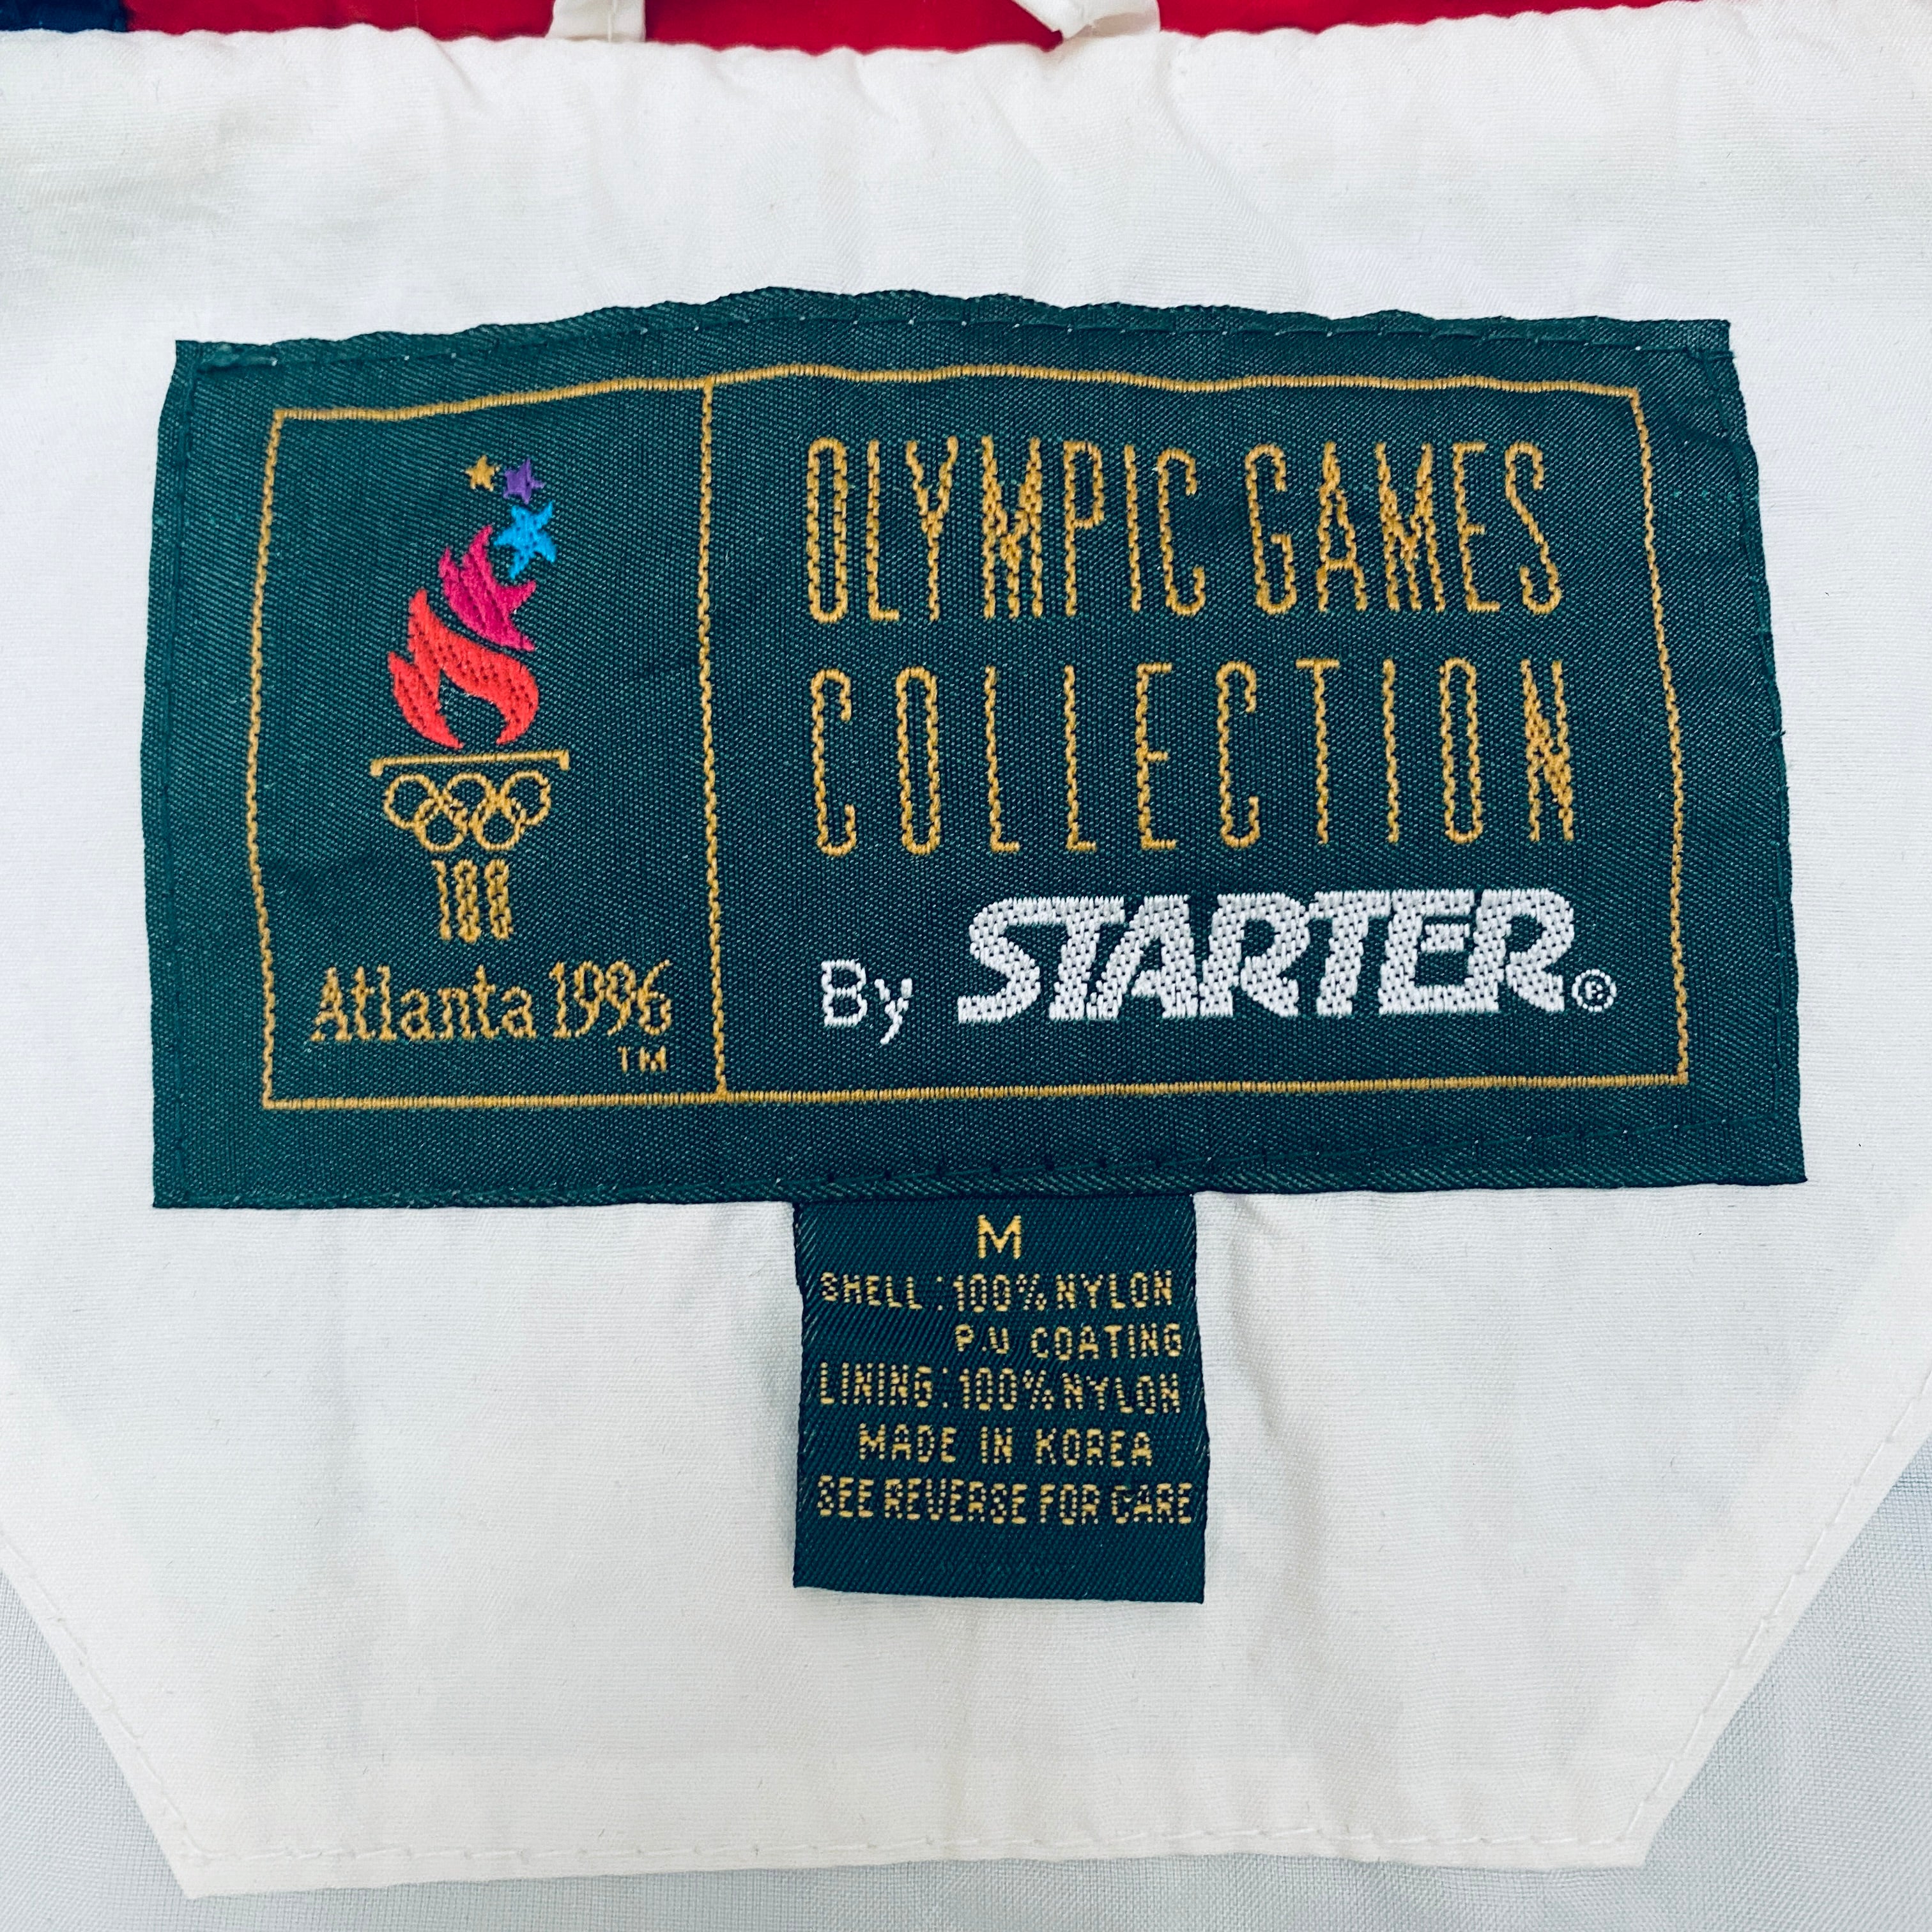 OLYMPIC GAMES
COLLECTION
By STARTER®
100
Atlanta 1996
TM
M
SHELL:100% NYLON
P.U COATING
LINING:100% NYLON
MADE IN KOREA
SEE REVERSE FOR CARE